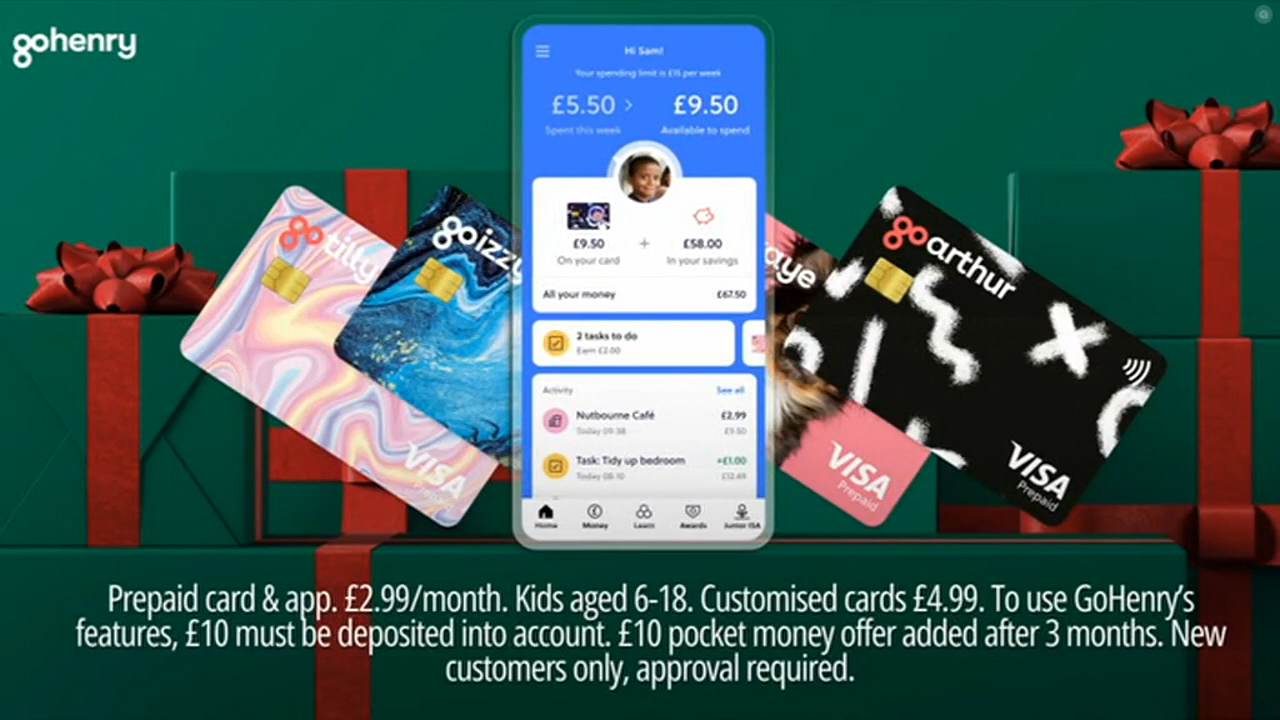 gohenry
Hi Sam!
Your spending limit is £15 per week
£5.50 > £9.50
Spent this week Available to spend
£9.50 + £58.00
On your card In your savings
All your money £67.50
2 tasks to do
Earn £2.00
Activity See all
Nutbourne Café £2.99
Today 09:38 £9.50
Task: Tidy up bedroom +£1.00
Today 08:10 £12.49
Home Money Learn Awards Junior ISA
gotilly
VISA
goizzy
aye
VISA
Prepaid
goarthur
VISA
Prepaid
Prepaid card & app. £2.99/month. Kids aged 6-18. Customised cards £4.99. To use GoHenry's
features, £10 must be deposited into account. £10 pocket money offer added after 3 months. New
customers only, approval required.